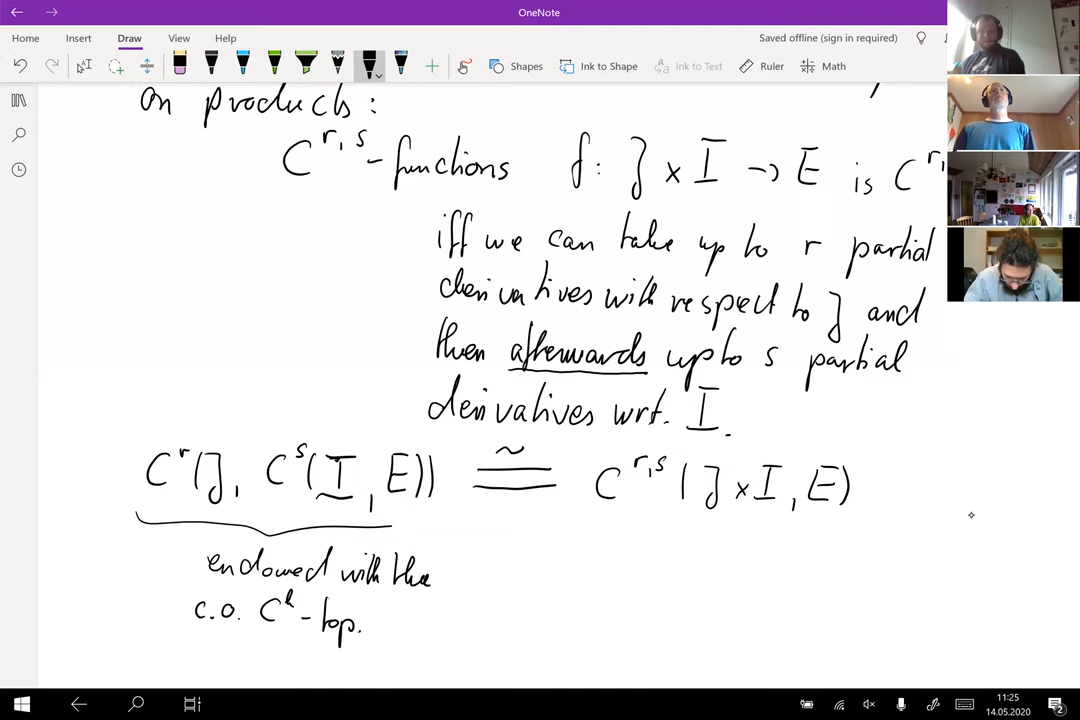 OneNote
Home Insert Draw View Help
Saved offline (sign in required)
Shapes Ink to Shape Ink to Text Ruler Math
on products:
C^{r,s}-functions f: J × I → E is C^{r,
iff we can take up to r partial
derivatives with respect to J and
then afterwards up to s partial
derivatives wrt. I.
C^r(J, C^s(I, E)) ≅ C^{r,s}(J × I, E)
endowed with the
c.o. C^k-top.
11:25
14.05.2020
2